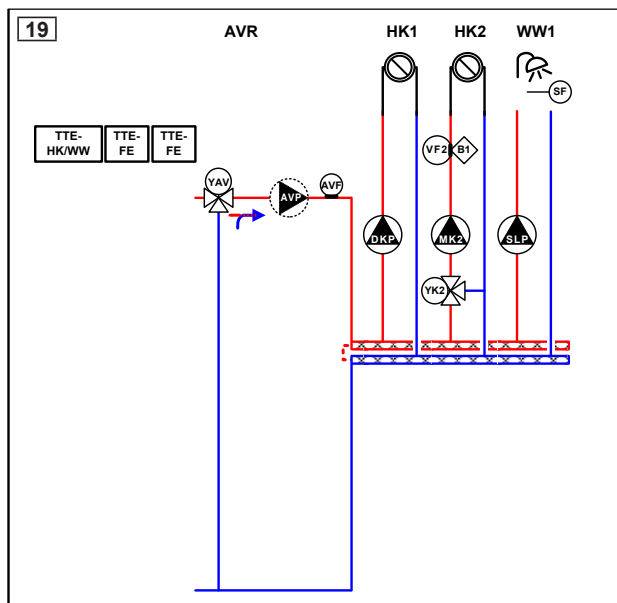 19
AVR
HK1
HK2
WW1
SF
TTE-
HK/WW
TTE-
FE
TTE-
FE
VF2
B1
YAV
AVP
AVF
DKP
MK2
SLP
YK2